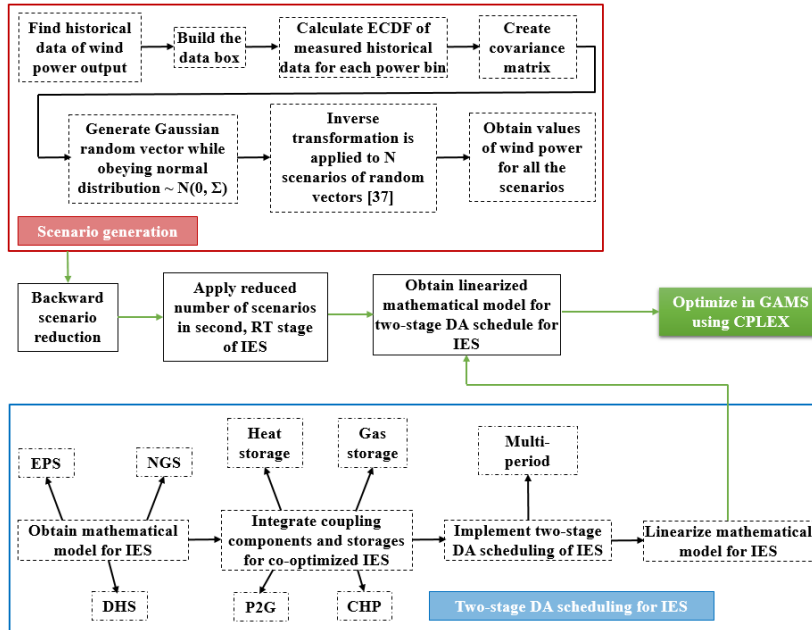 Find historical
data of wind
power output
Build the
data box
Calculate ECDF of
measured historical
data for each power bin
Create
covariance
matrix
Generate Gaussian
random vector while
obeying normal
distribution ~ N(0, Σ)
Inverse
transformation is
applied to N
scenarios of random
vectors [37]
Obtain values
of wind power
for all the
scenarios
Scenario generation
Backward
scenario
reduction
Apply reduced
number of scenarios
in second, RT stage
of IES
Obtain linearized
mathematical model for
two-stage DA schedule for
IES
Optimize in GAMS
using CPLEX
Heat
storage
Gas
storage
Multi-
period
EPS
NGS
Obtain mathematical
model for IES
Integrate coupling
components and storages
for co-optimized IES
Implement two-stage
DA scheduling of IES
Linearize mathematical
model for IES
DHS
P2G
CHP
Two-stage DA scheduling for IES